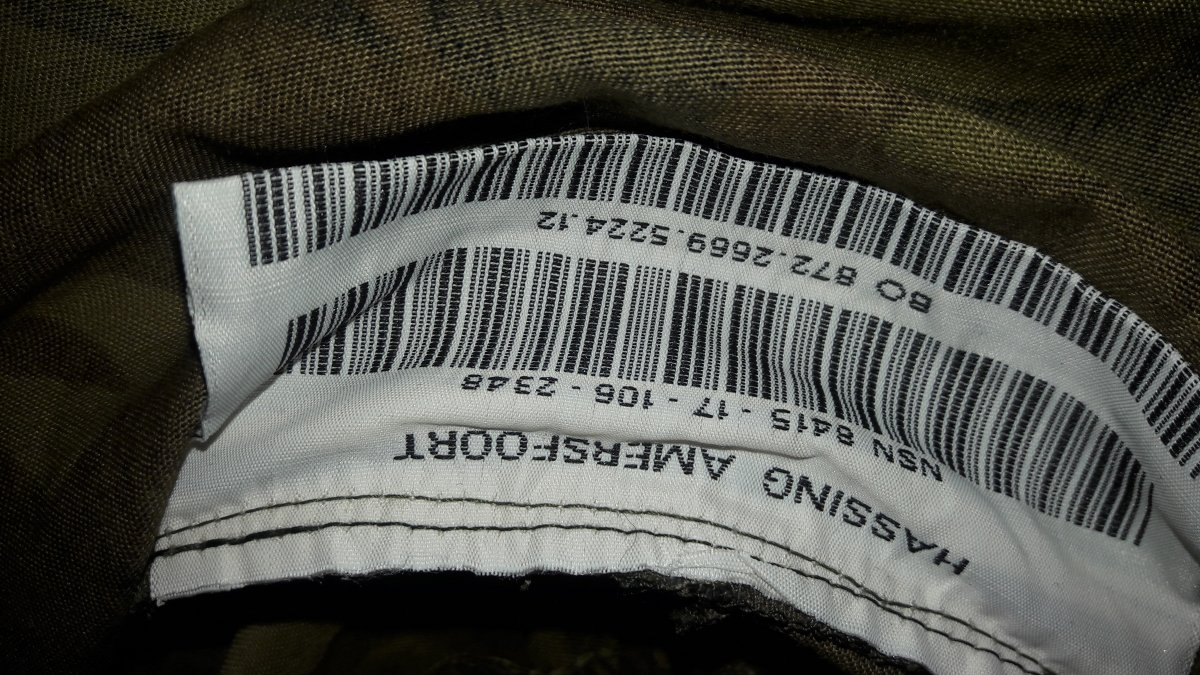 HASSING AMERSFOORT
NSN 8415 - 17 - 106 - 2348
BO 872.2669.5224.12